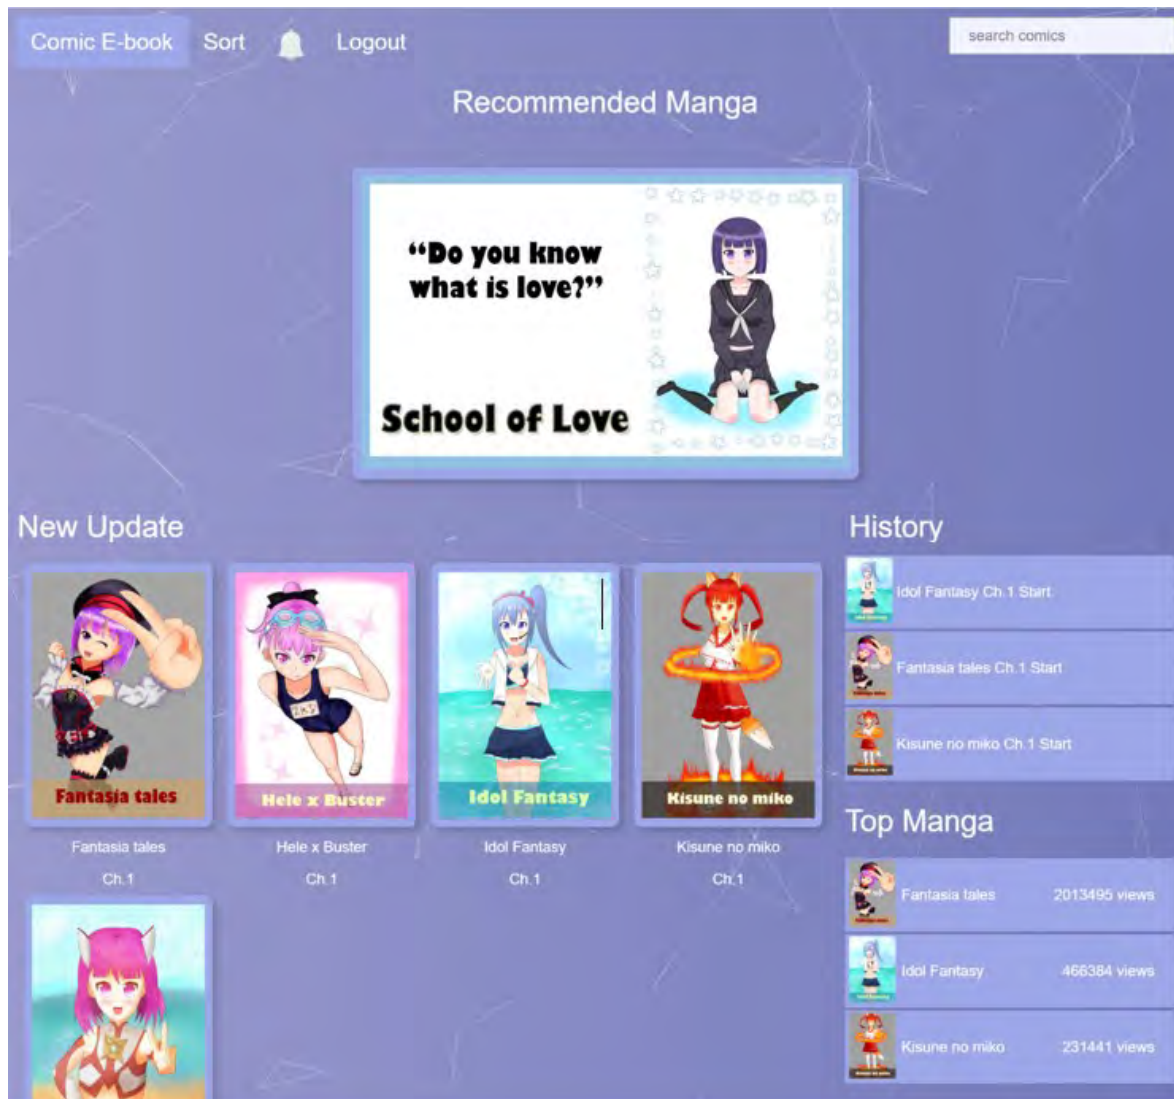 Comic E-book Sort Logout search comics
Recommended Manga
“Do you know
what is love?”
School of Love
New Update
Fantasia tales
Hele x Buster
Idol Fantasy
Kisune no miko
Fantasia tales
Hele x Buster
Idol Fantasy
Kisune no miko
Ch.1
Ch.1
Ch.1
Ch.1
History
Idol Fantasy Ch.1 Start
Fantasia tales Ch.1 Start
Kisune no miko Ch.1 Start
Top Manga
Fantasia tales 2013495 views
Idol Fantasy 466384 views
Kisune no miko 231441 views